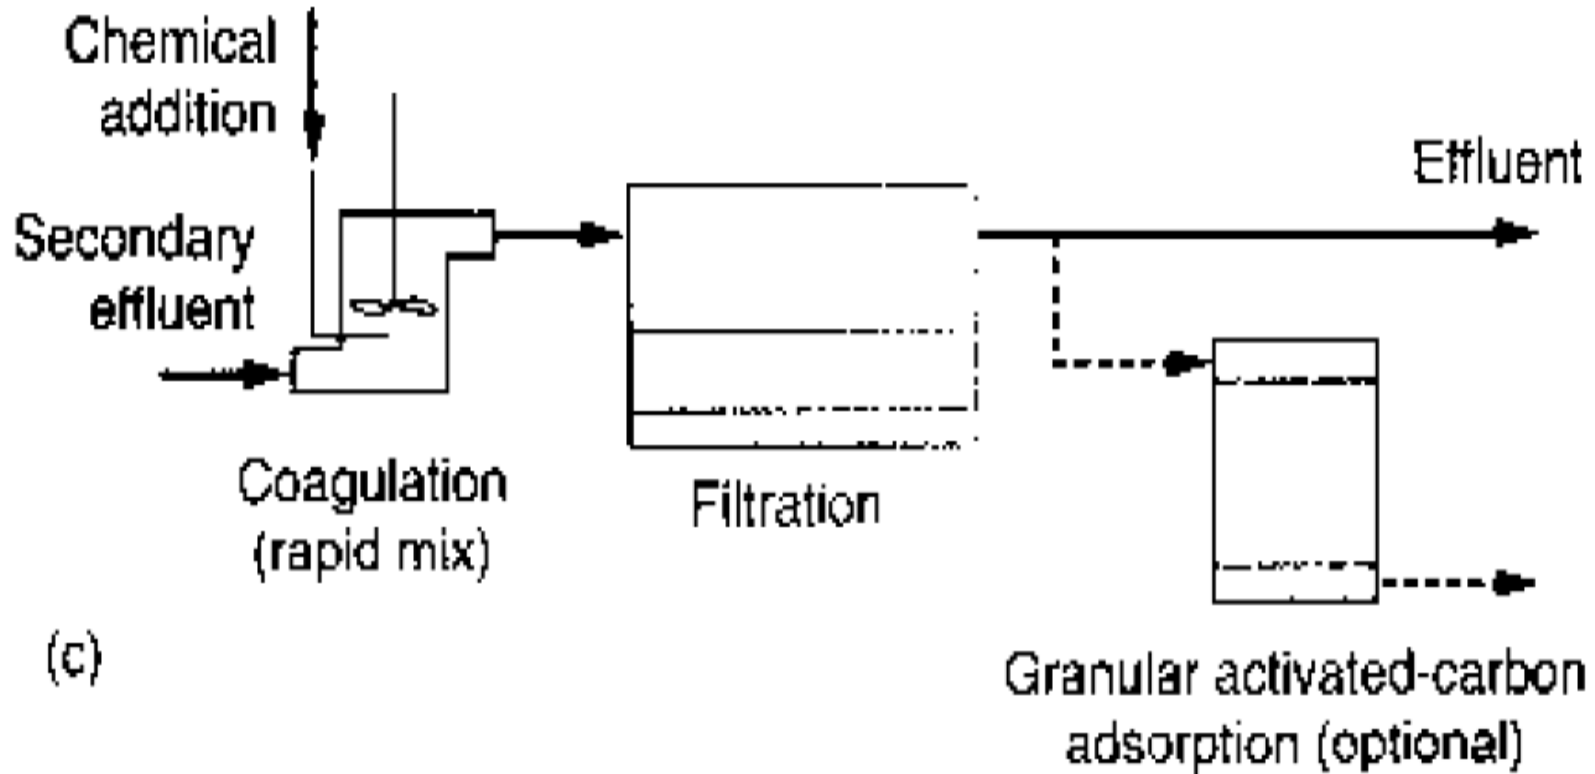 Chemical
addition
Secondary
effluent
Effluent
Coagulation
(rapid mix)
Filtration
Granular activated-carbon
adsorption (optional)
(c)